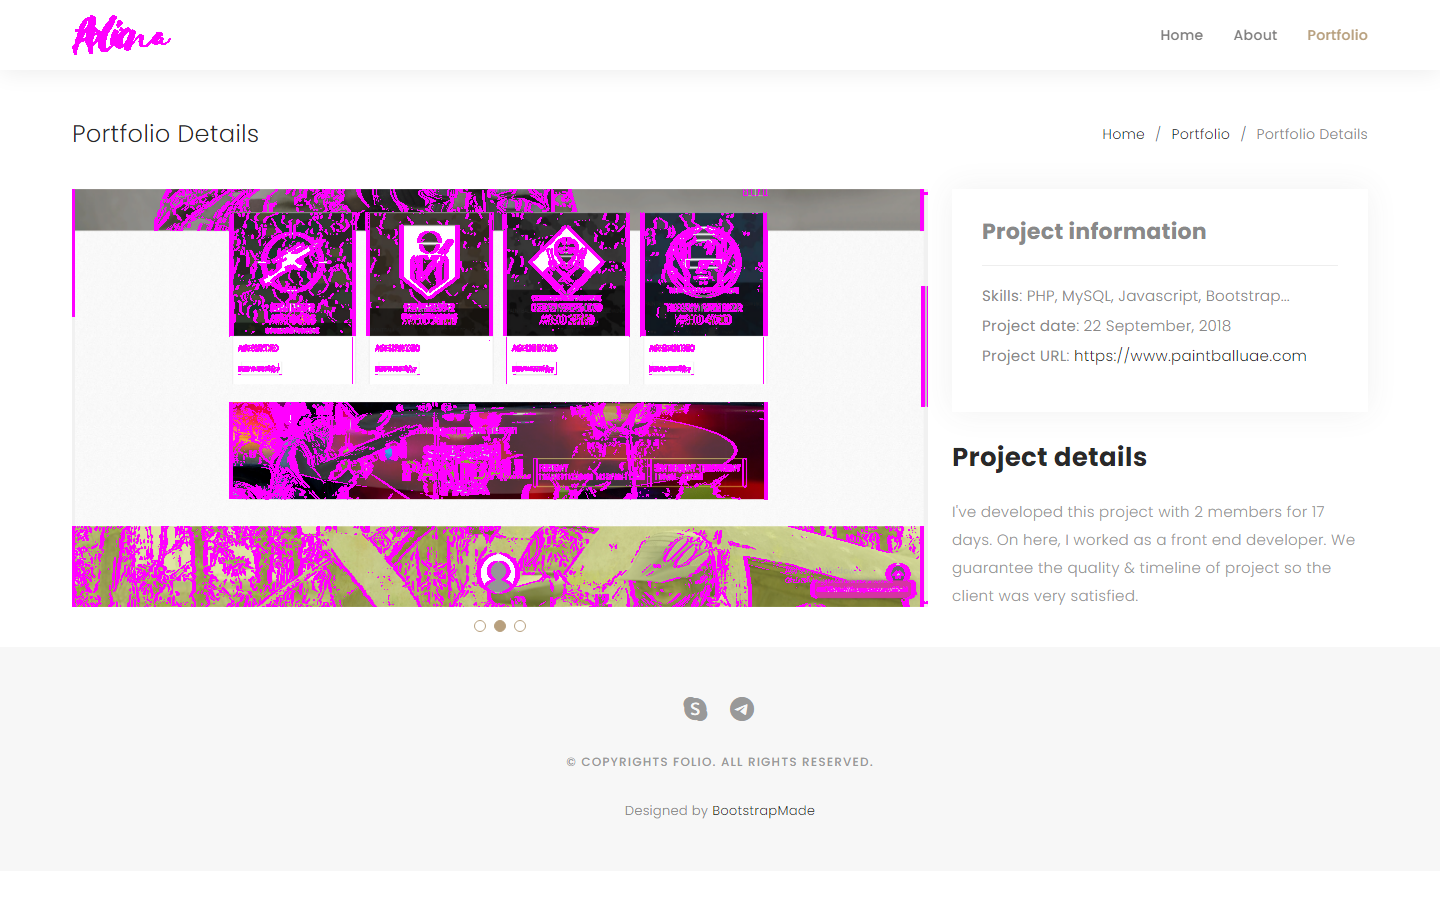 Aliona
Home
About
Portfolio
Portfolio Details
Home / Portfolio / Portfolio Details
Project information
Skills: PHP, MySQL, Javascript, Bootstrap...
Project date: 22 September, 2018
Project URL: https://www.paintballuae.com
Project details
I've developed this project with 2 members for 17
days. On here, I worked as a front end developer. We
guarantee the quality & timeline of project so the
client was very satisfied.
© COPYRIGHTS FOLIO. ALL RIGHTS RESERVED.
Designed by BootstrapMade